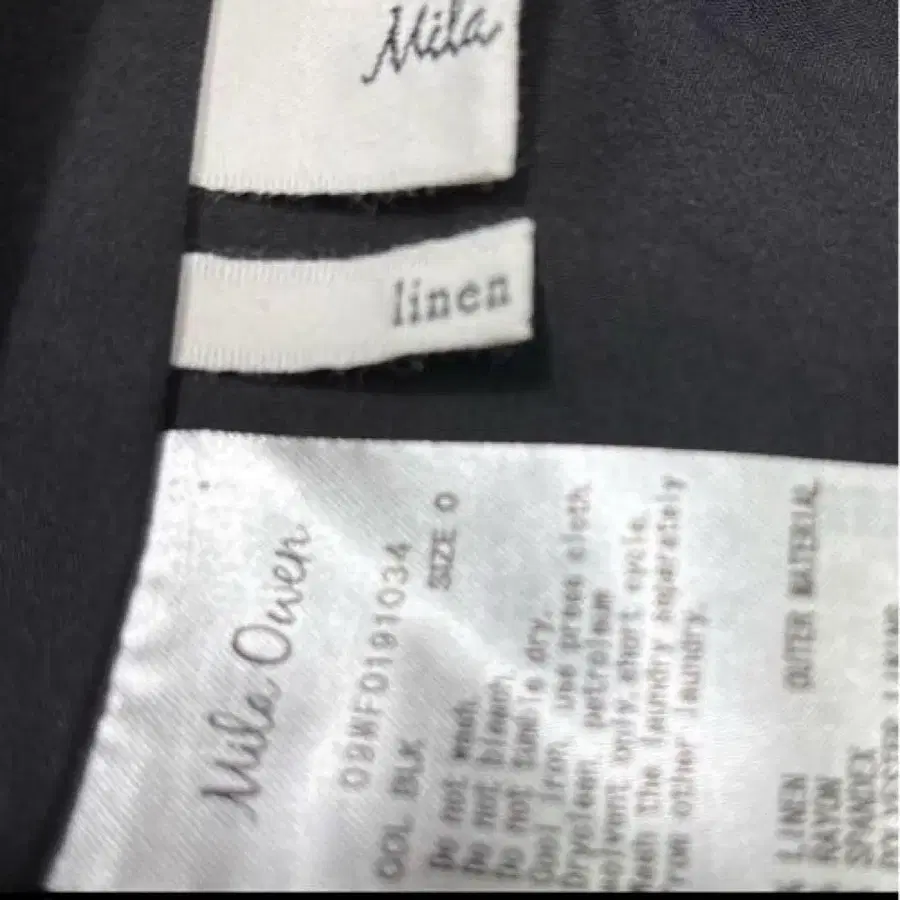 Mila
linen
Mila Owen
09WFO191034
COL BLK
SIZE 0
Do not wash.
Do not bleach.
Do not tumble dry.
Cool iron, use press cloth.
Dryclean, petroleum
solvent only,short cycle.
Wash the laundry separately
from other laundry.
OUTER MATERIAL
LINEN
RAYON
SPANDEX
POLYESTER